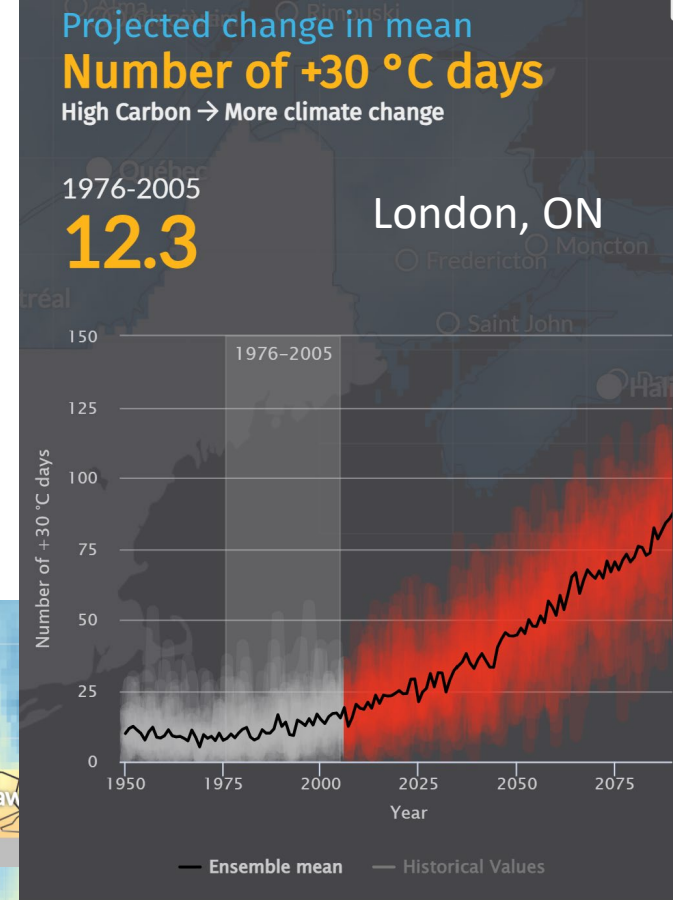 Alma
Rimouski
Projected change in mean
Number of +30 °C days
High Carbon → More climate change
Québec
1976-2005
12.3
London, ON
Moncton
Fredericton
tréal
Saint John
150
1976–2005
125
100
75
50
25
0
Number of +30 °C days
1950
1975
2000
2025
2050
2075
Year
Ensemble mean
Historical Values